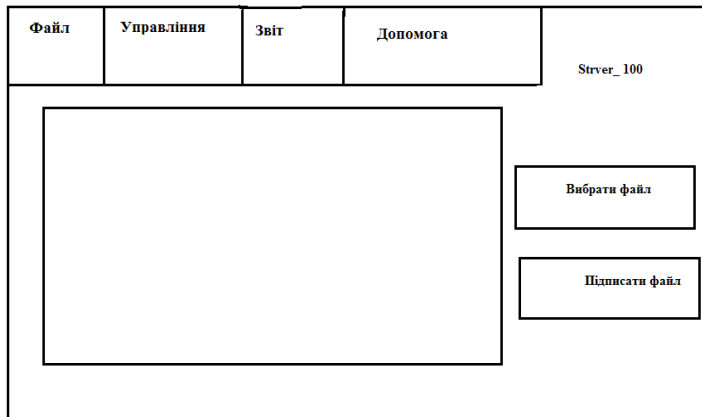 Файл
Управління
Звіт
Допомога
Strver_ 100
Вибрати файл
Підписати файл